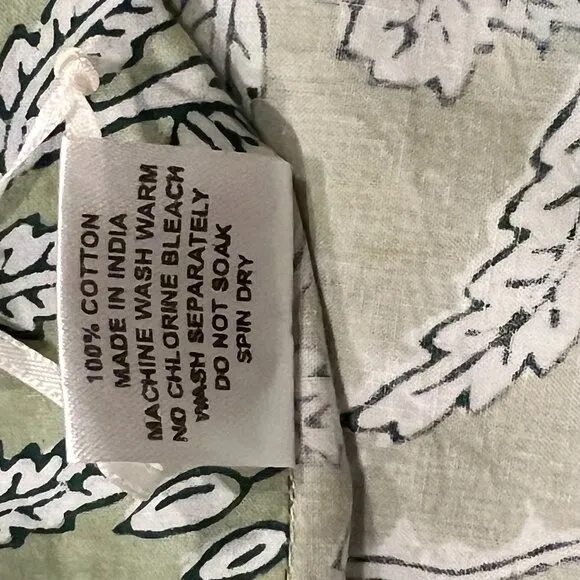 100% COTTON
MADE IN INDIA
MACHINE WASH WARM
NO CHLORINE BLEACH
WASH SEPARATELY
DO NOT SOAK
SPIN DRY